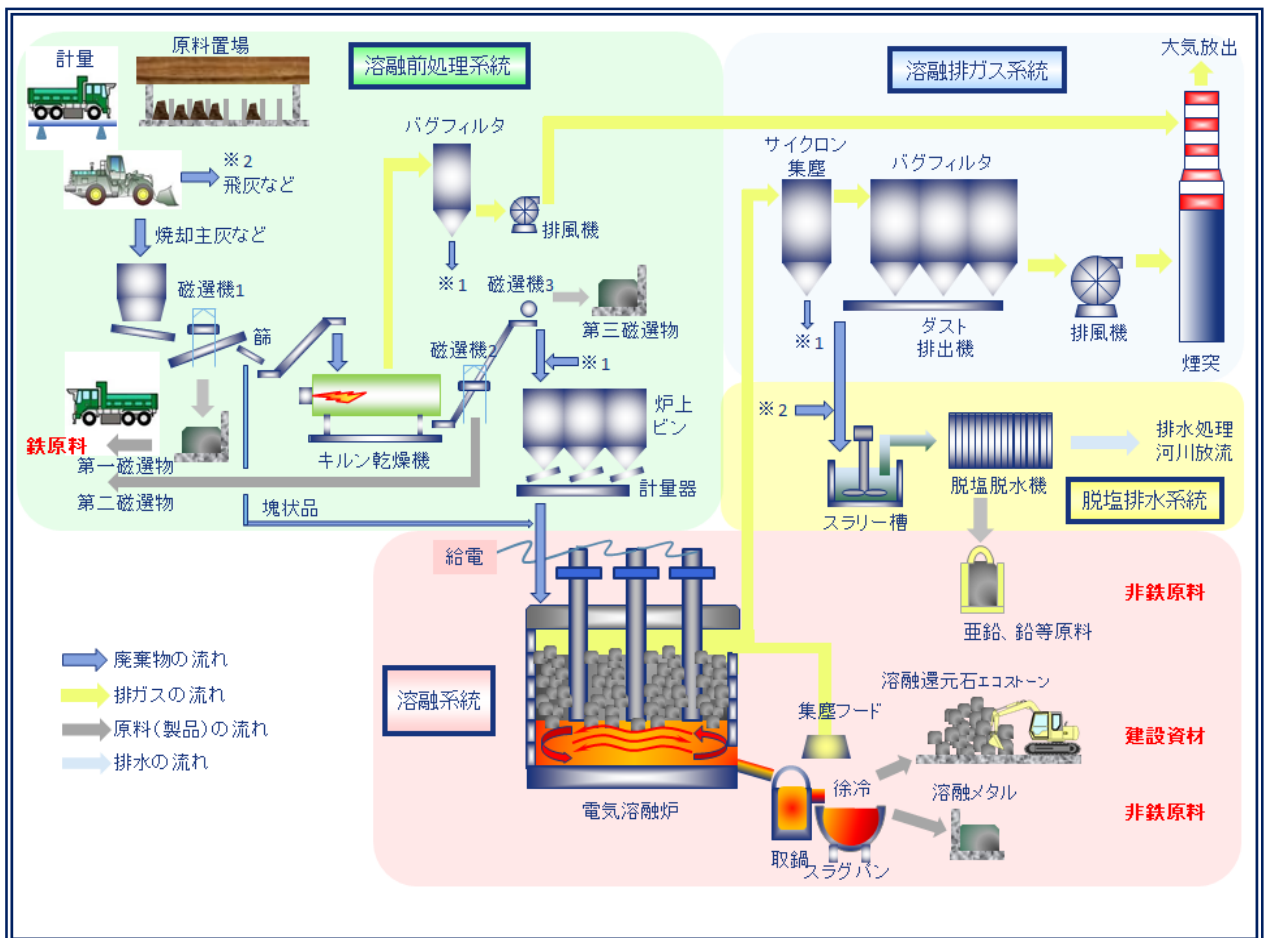 計量
原料置場
溶融前処理系統
※2
飛灰など
焼却主灰など
磁選機1
篩
バグフィルタ
排風機
※1
磁選機3
第三磁選物
磁選機2
※1
キルン乾燥機
炉上
ビン
計量器
鉄原料
第一磁選物
第二磁選物
塊状品
溶融排ガス系統
大気放出
サイクロン
集塵
バグフィルタ
※1
ダスト
排出機
排風機
煙突
※2
スラリー槽
脱塩脱水機
排水処理
河川放流
脱塩排水系統
亜鉛、鉛等原料
非鉄原料
給電
溶融系統
電気溶融炉
集塵フード
取鍋
徐冷
スラグパン
溶融還元石エコストーン
建設資材
溶融メタル
非鉄原料
廃棄物の流れ
排ガスの流れ
原料(製品)の流れ
排水の流れ